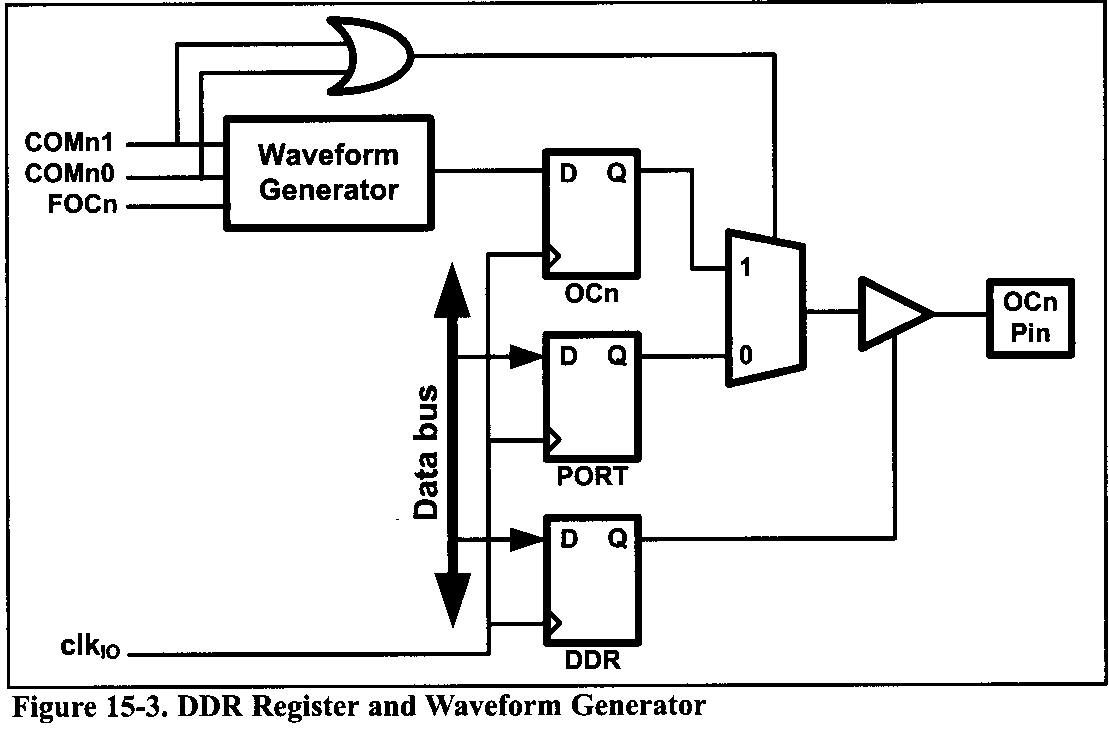 COMn1
COMn0
FOCn
Waveform
Generator
D Q
OCn
1
0
OCn
Pin
D Q
PORT
Data bus
D Q
DDR
clkIO
Figure 15-3. DDR Register and Waveform Generator